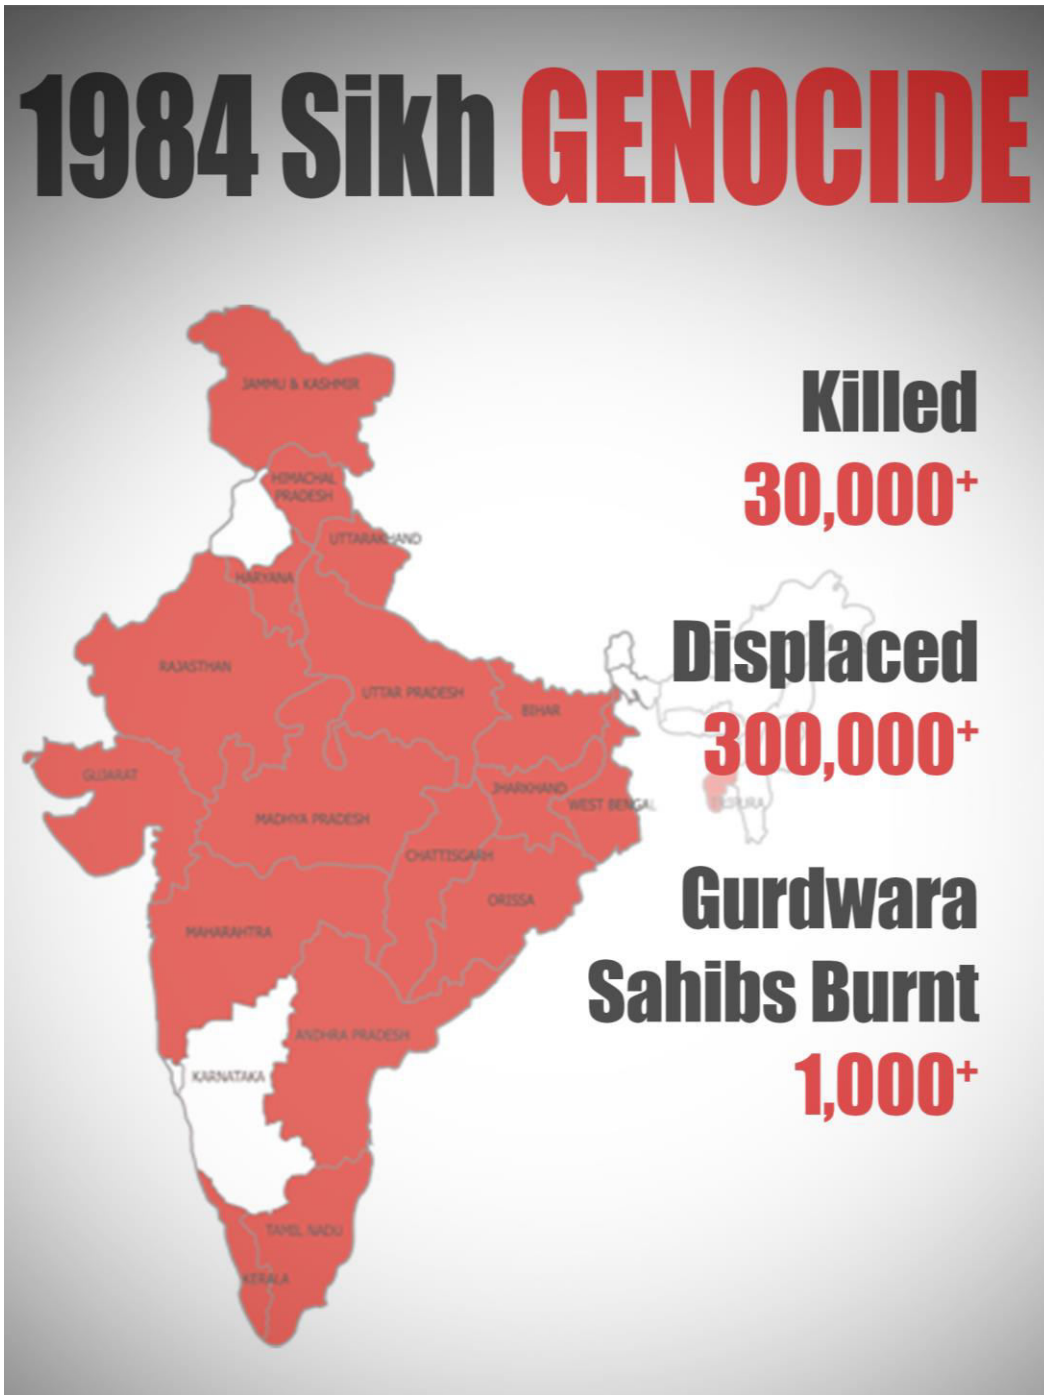 1984 Sikh GENOCIDE
Killed
30,000+
Displaced
300,000+
Gurdwara
Sahibs Burnt
1,000+
JAMMU & KASHMIR
HIMACHAL
PRADESH
UTTARAKHAND
HARYANA
RAJASTHAN
UTTAR PRADESH
BIHAR
GUJARAT
JHARKHAND
WEST BENGAL
TRIPURA
MADHYA PRADESH
CHATTISGARH
ORISSA
MAHARAHTRA
ANDHRA PRADESH
KARNATAKA
TAMIL NADU
KERALA